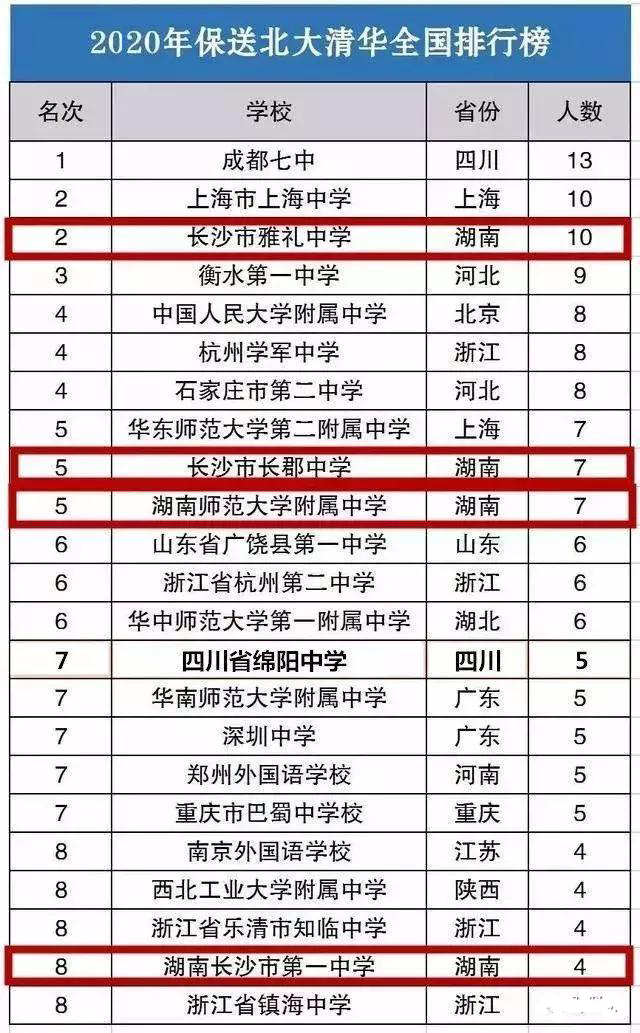 2020年保送北大清华全国排行榜
名次 学校 省份 人数
1 成都七中 四川 13
2 上海市上海中学 上海 10
2 长沙市雅礼中学 湖南 10
3 衡水第一中学 河北 9
4 中国人民大学附属中学 北京 8
4 杭州学军中学 浙江 8
4 石家庄市第二中学 河北 8
5 华东师范大学第二附属中学 上海 7
5 长沙市长郡中学 湖南 7
5 湖南师范大学附属中学 湖南 7
6 山东省广饶县第一中学 山东 6
6 浙江省杭州第二中学 浙江 6
6 华中师范大学第一附属中学 湖北 6
7 四川省绵阳中学 四川 5
7 华南师范大学附属中学 广东 5
7 深圳中学 广东 5
7 郑州外国语学校 河南 5
7 重庆市巴蜀中学校 重庆 5
8 南京外国语学校 江苏 4
8 西北工业大学附属中学 陕西 4
8 浙江省乐清市知临中学 浙江 4
8 湖南长沙市第一中学 湖南 4
8 浙江省镇海中学 浙江